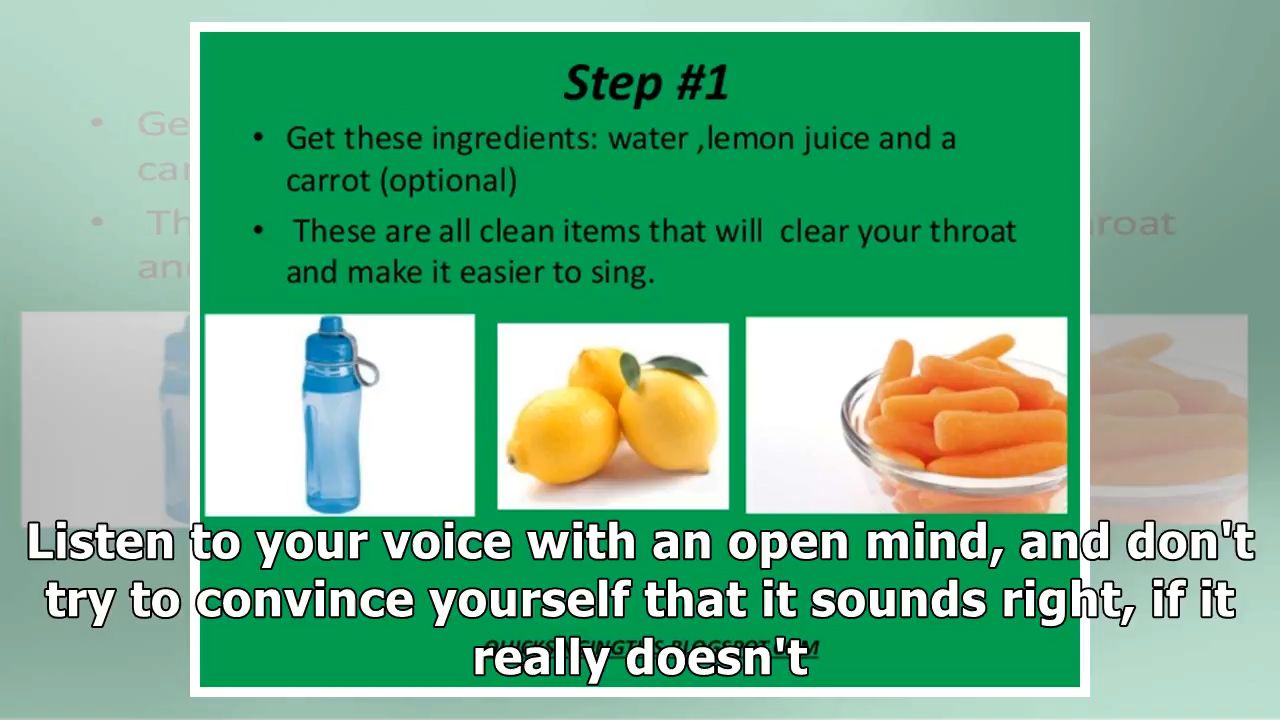 Step #1
• Get these ingredients: water ,lemon juice and a
carrot (optional)
• These are all clean items that will  clear your throat
and make it easier to sing.
Listen to your voice with an open mind, and don't
try to convince yourself that it sounds right, if it
really doesn't